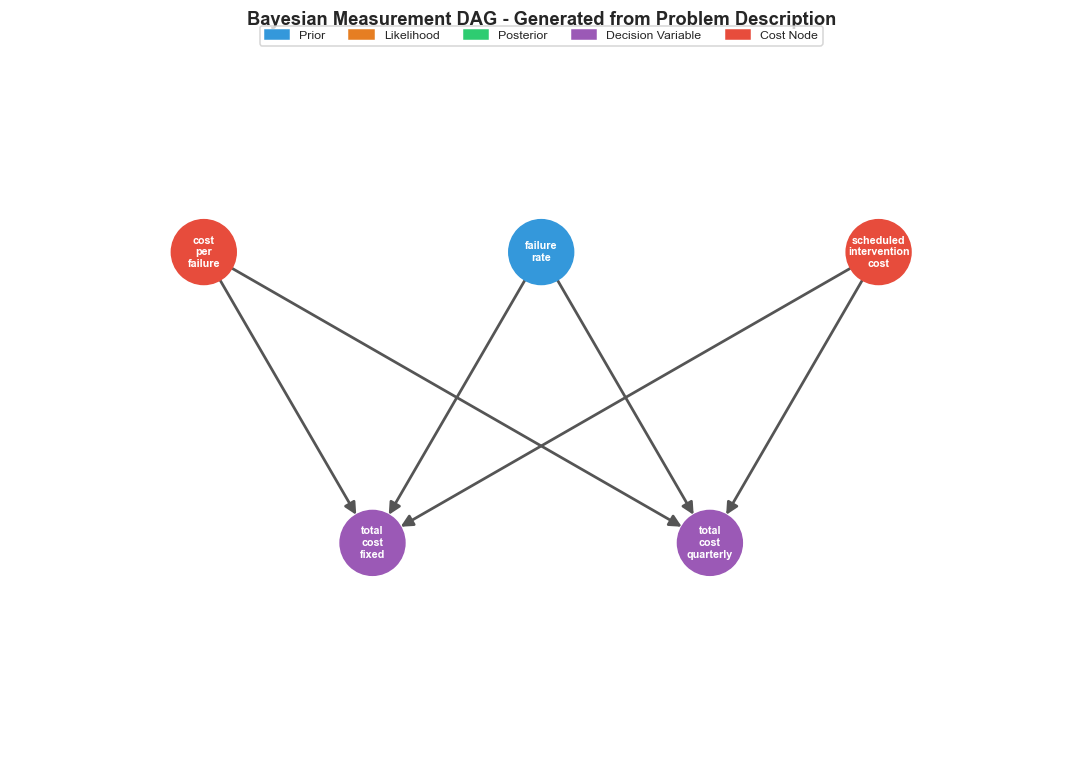 Bayesian Measurement DAG - Generated from Problem Description
Prior
Likelihood
Posterior
Decision Variable
Cost Node
cost
per
failure
failure
rate
scheduled
intervention
cost
total
cost
fixed
total
cost
quarterly